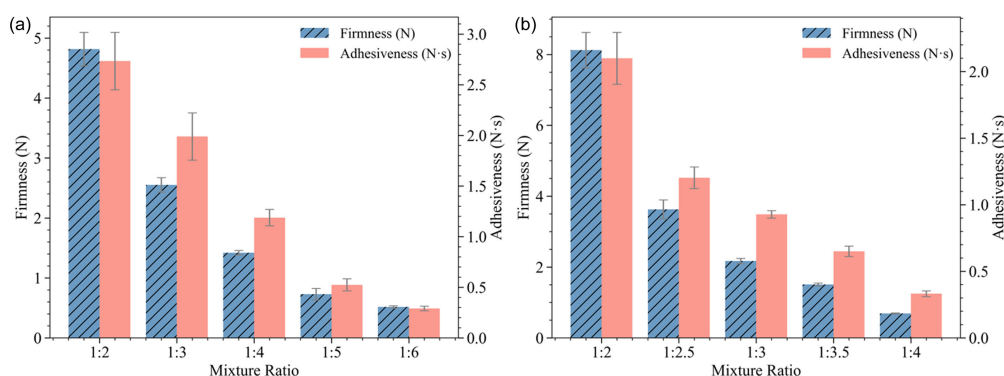 (a)
Firmness (N)
Adhesiveness (N·s)
5
4
3
2
1
0
Firmness (N)
3.0
2.5
2.0
1.5
1.0
0.5
0.0
Adhesiveness (N·s)
1:2 1:3 1:4 1:5 1:6
Mixture Ratio
(b)
Firmness (N)
Adhesiveness (N·s)
8
6
4
2
0
Firmness (N)
2.0
1.5
1.0
0.5
0.0
Adhesiveness (N·s)
1:2 1:2.5 1:3 1:3.5 1:4
Mixture Ratio